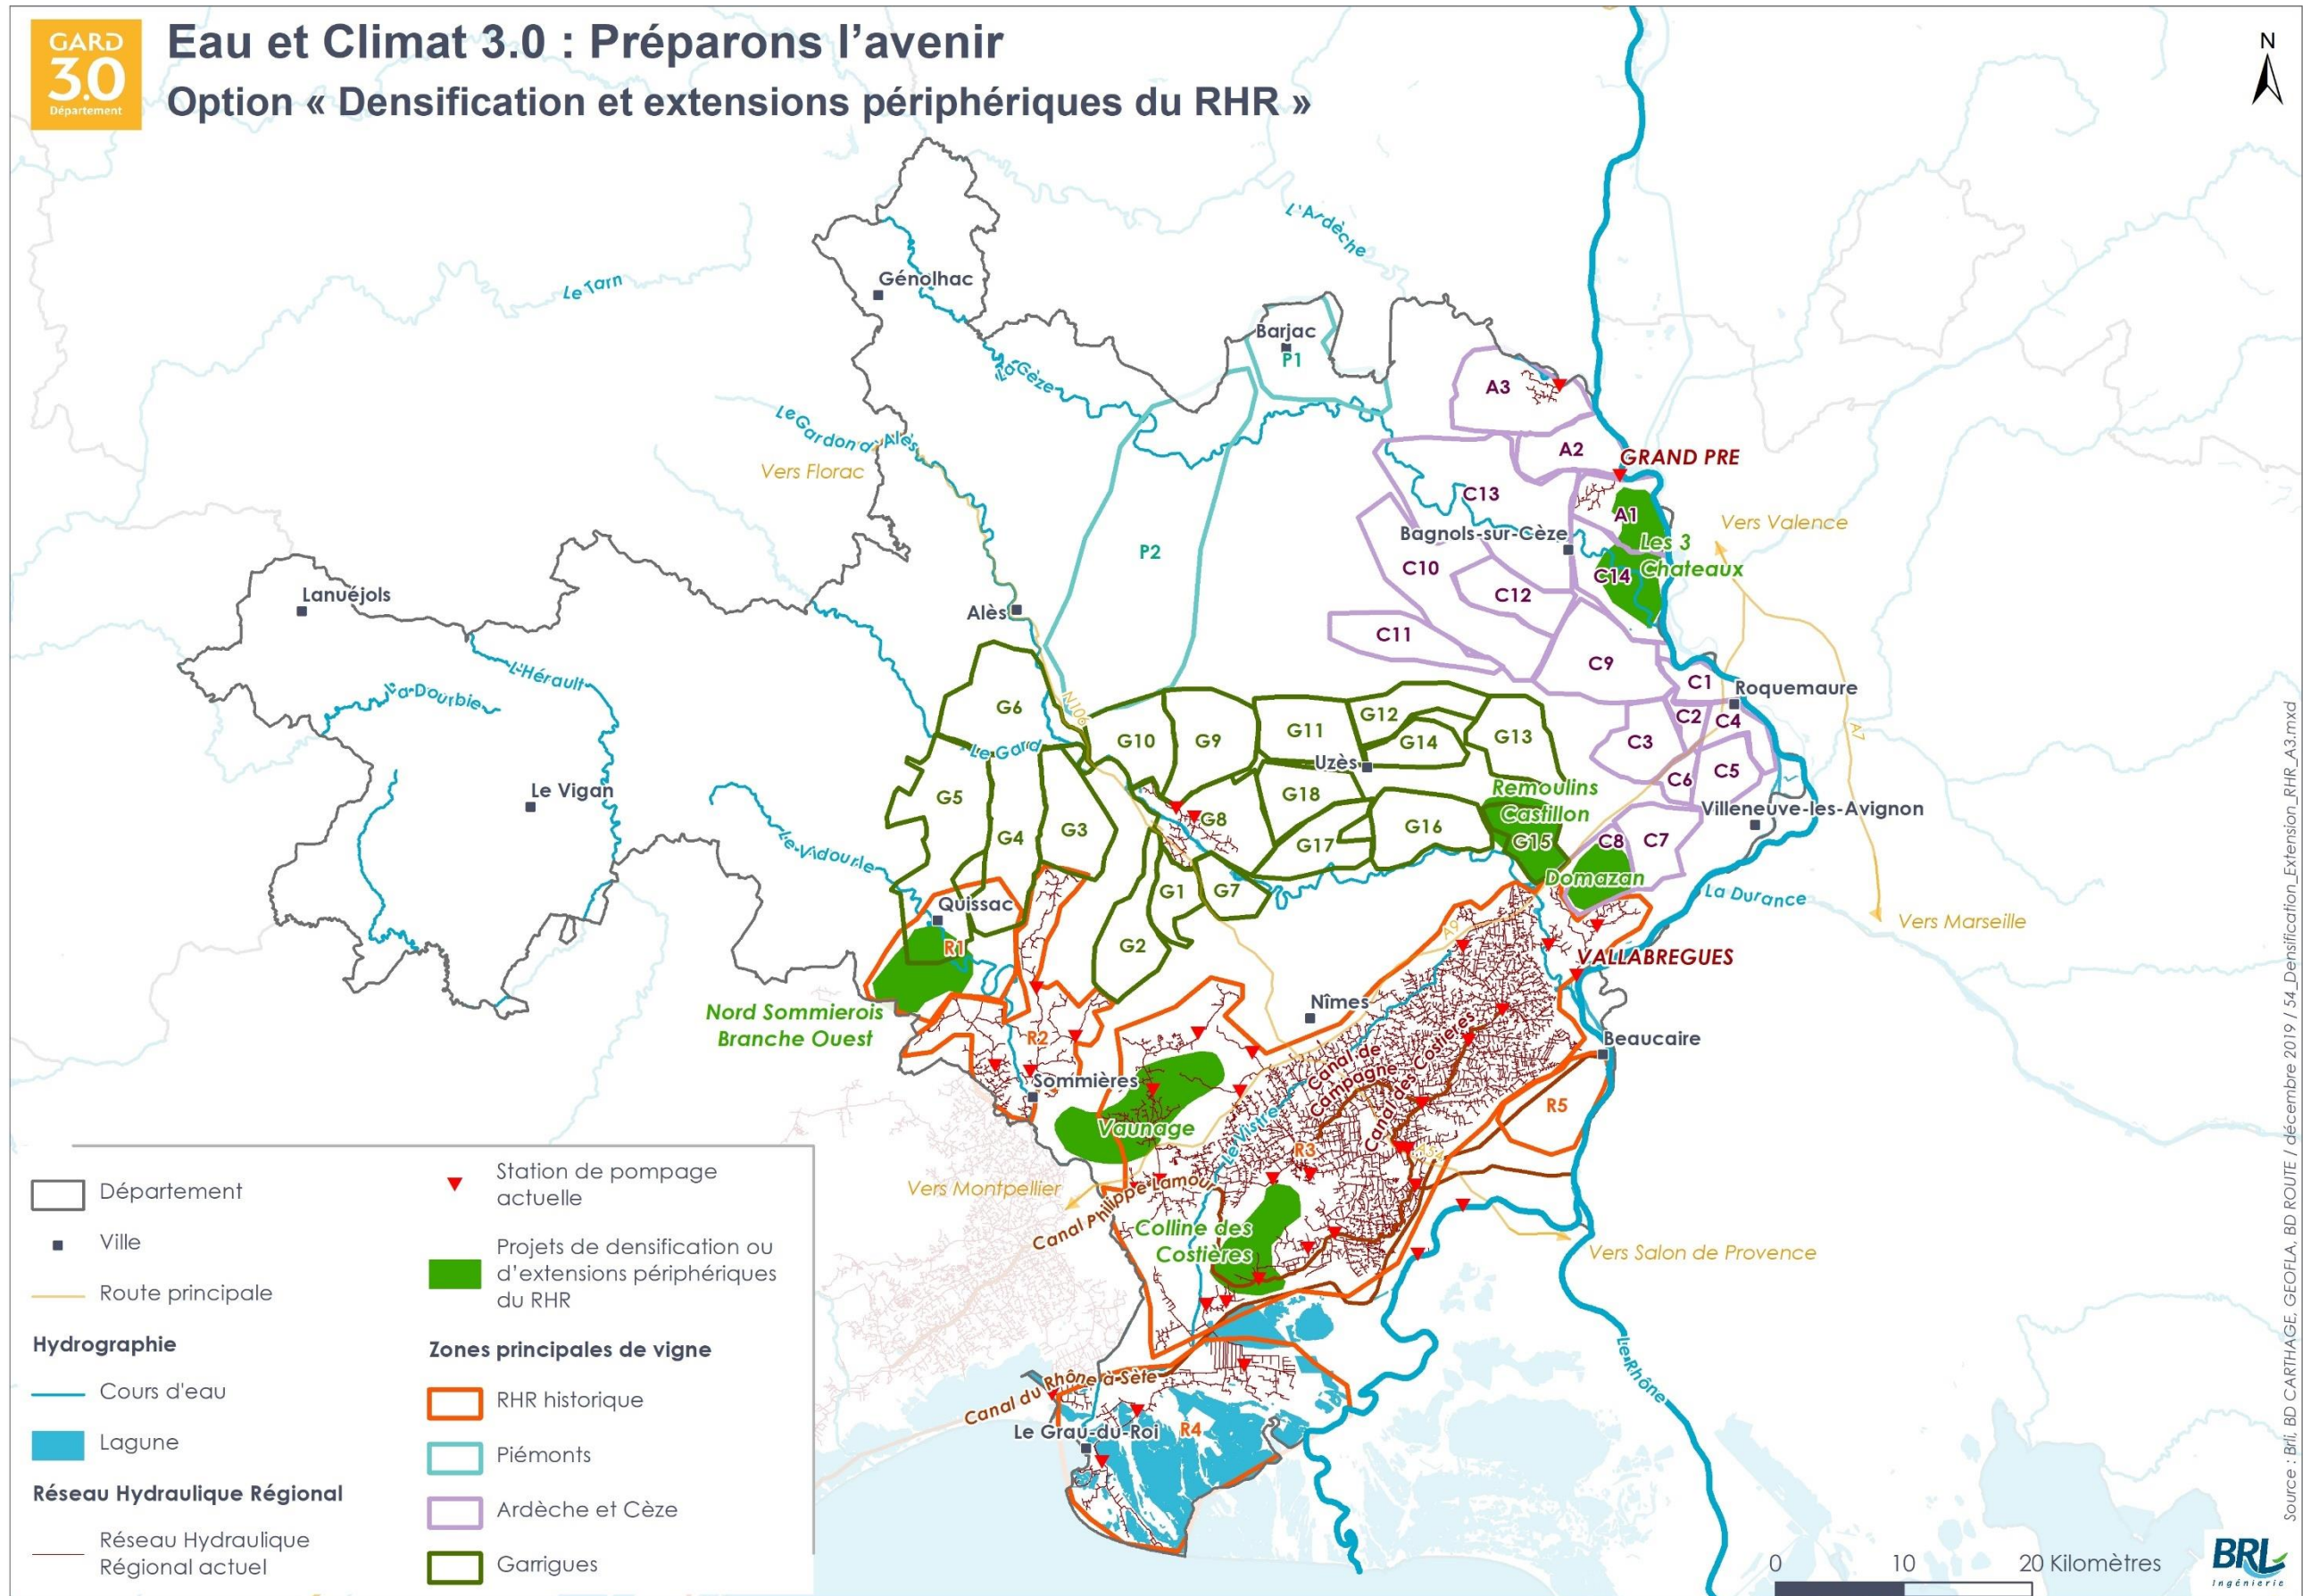 GARD
3.0
Département
Eau et Climat 3.0 : Préparons l'avenir
Option « Densification et extensions périphériques du RHR »
N
L'Ardèche
Le Tarn
Génolhac
Barjac
P1
La Cèze
A3
Le Gardon d'Alès
A2
GRAND PRE
Vers Florac
C13
A1
Vers Valence
Bagnols-sur-Cèze
Les 3
Chateaux
P2
C10
C14
Lanuéjols
C12
Alès
C11
C9
L'Hérault
La Dourbie
C1
Roquemaure
G6
N106
G12
C2
C4
G10
G9
G11
G14
G13
C3
A7
Le Gard
Uzès
C6
C5
Le Vigan
G5
G18
Remoulins
Castillon
Villeneuve-les-Avignon
G8
G4
G3
G16
G17
G15
C8
C7
Le Vidourle
Domazan
G1
G7
La Durance
Quissac
Vers Marseille
R1
G2
A9
VALLABREGUES
Nord Sommierois
Branche Ouest
Nîmes
R2
Beaucaire
Canal de
Campagne
Canal des Costières
Sommières
R5
Vaunage
Le Vistre
R3
A54
Vers Montpellier
Canal Philippe Lamour
Colline des
Costières
Vers Salon de Provence
Le Rhône
Canal du Rhône à Sète
Le Grau-du-Roi
R4
Département
Ville
Route principale
Hydrographie
Cours d'eau
Lagune
Réseau Hydraulique Régional
Réseau Hydraulique
Régional actuel
Station de pompage
actuelle
Projets de densification ou
d'extensions périphériques
du RHR
Zones principales de vigne
RHR historique
Piémonts
Ardèche et Cèze
Garrigues
0 10 20 Kilomètres
BRL
Ingénierie
Source : Brli, BD CARTHAGE, GEOFLA, BD ROUTE / décembre 2019 / 54_Densification_Extension_RHR_A3.mxd